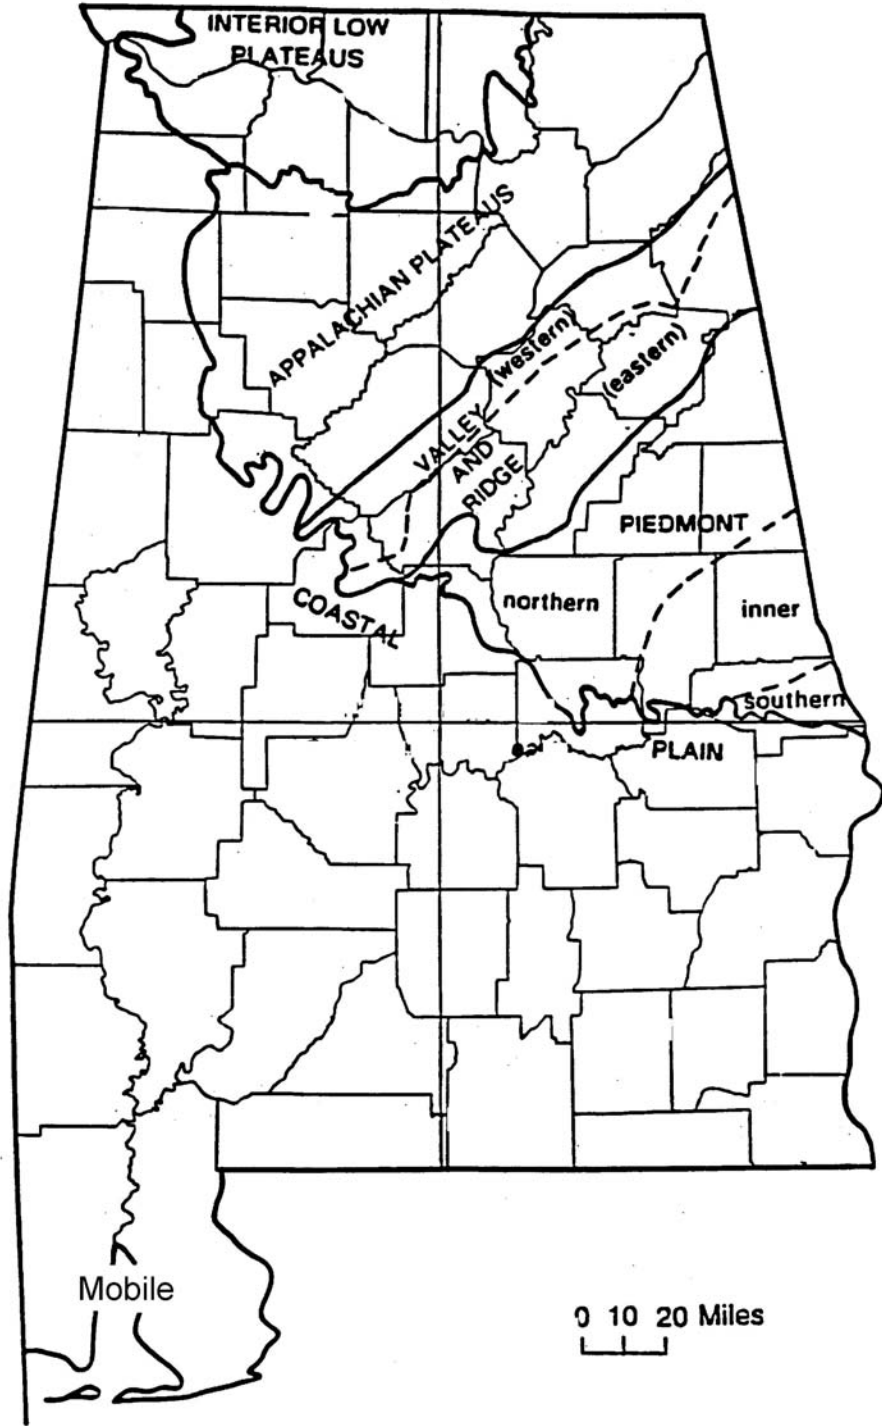 INTERIOR LOW
PLATEAUS
APPALACHIAN PLATEAUS
(western)
(eastern)
VALLEY
AND
RIDGE
PIEDMONT
COASTAL
northern
inner
southern
PLAIN
Mobile
0 10 20 Miles